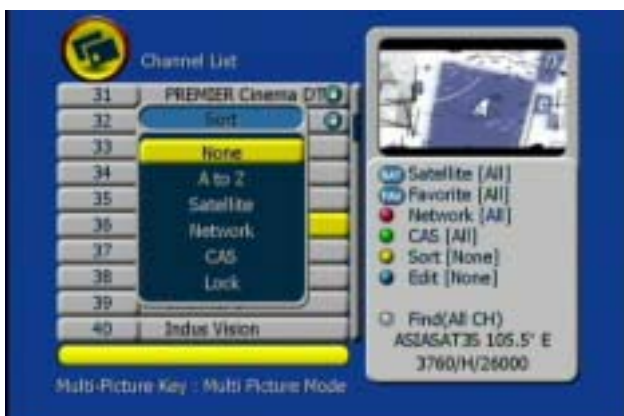 Channel List
31 PREMIER Cinema DT
32
Sort
33
None
34
A to Z
35
Satellite
36
Network
37
CAS
38
Lock
39
40 Indus Vision
Multi-Picture Key : Multi Picture Mode
A
Satellite [All]
Favorite [All]
Network [All]
CAS [All]
Sort [None]
Edit [None]
Find(All CH)
ASIASAT3S 105.5° E
3760/H/26000